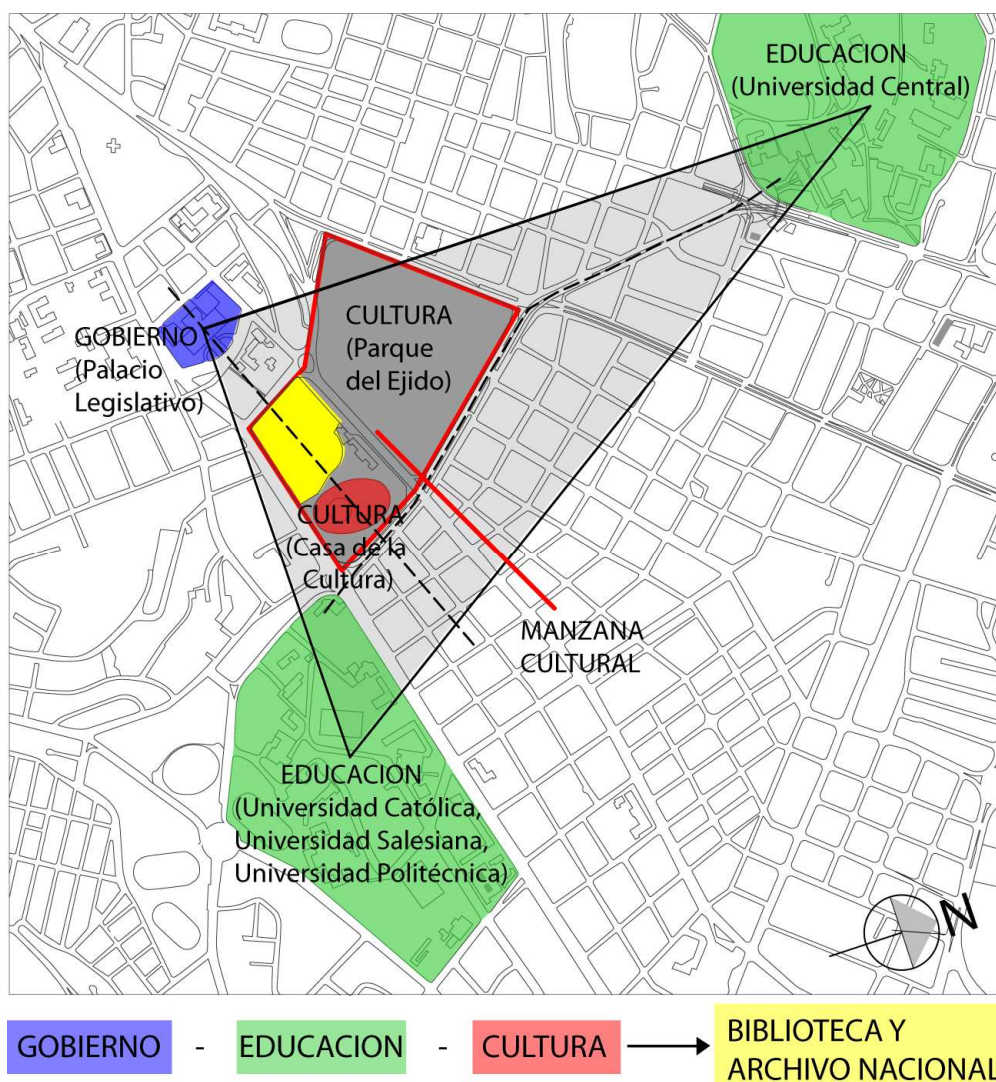 EDUCACION
(Universidad Central)
CULTURA
(Parque
del Ejido)
GOBIERNO
(Palacio
Legislativo)
CULTURA
(Casa de la
Cultura)
MANZANA
CULTURAL
EDUCACION
(Universidad Católica,
Universidad Salesiana,
Universidad Politécnica)
N
GOBIERNO - EDUCACION - CULTURA
BIBLIOTECA Y
ARCHIVO NACIONAL